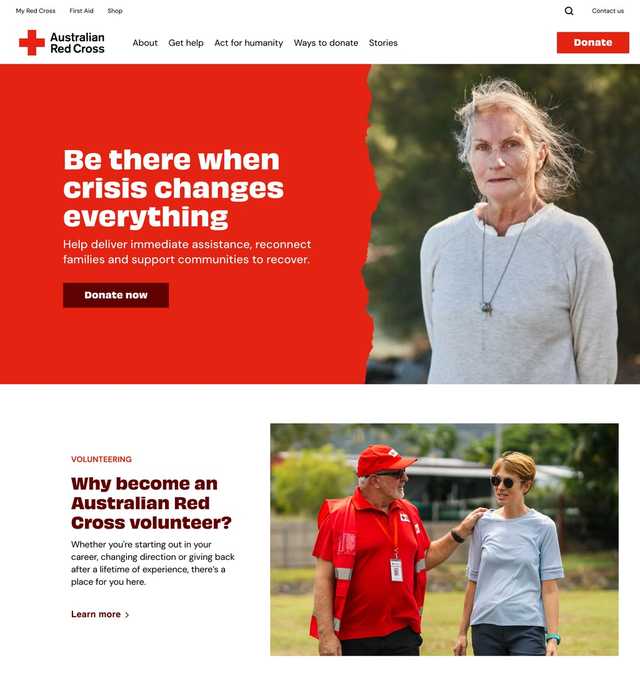 My Red Cross First Aid Shop Contact us
Australian
Red Cross
About Get help Act for humanity Ways to donate Stories Donate
Be there when
crisis changes
everything
Help deliver immediate assistance, reconnect
families and support communities to recover.
Donate now
VOLUNTEERING
Why become an
Australian Red
Cross volunteer?
Whether you're starting out in your
career, changing direction or giving back
after a lifetime of experience, there's a
place for you here.
Learn more